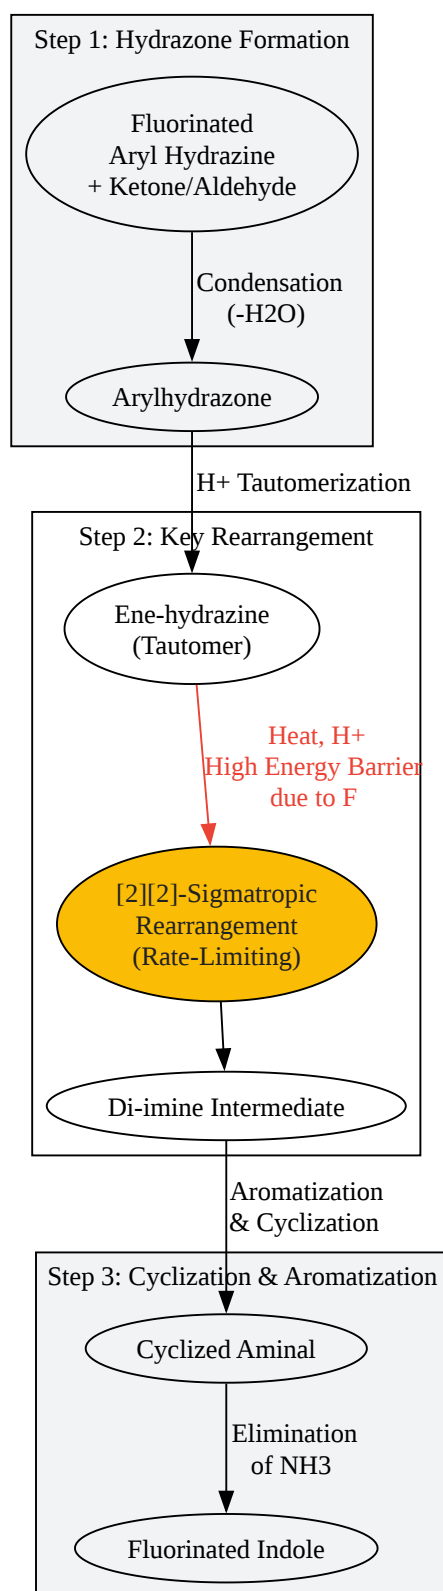 Step 1: Hydrazone Formation
Fluorinated
Aryl Hydrazine
+ Ketone/Aldehyde
Condensation
(-H2O)
Arylhydrazone
H+ Tautomerization
Step 2: Key Rearrangement
Ene-hydrazine
(Tautomer)
Heat, H+
High Energy Barrier
due to F
[2][2]-Sigmatropic
Rearrangement
(Rate-Limiting)
Di-imine Intermediate
Aromatization
& Cyclization
Step 3: Cyclization & Aromatization
Cyclized Aminal
Elimination
of NH3
Fluorinated Indole